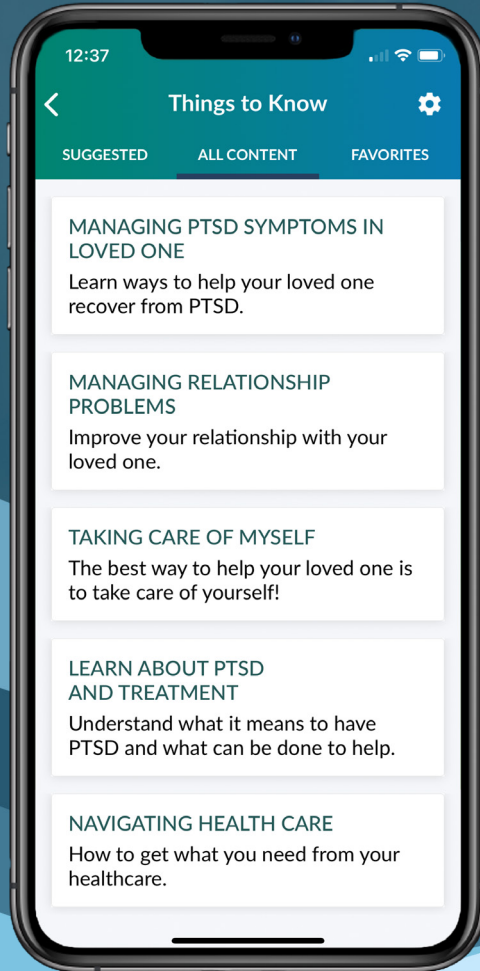 12:37
Things to Know
SUGGESTED ALL CONTENT FAVORITES
MANAGING PTSD SYMPTOMS IN
LOVED ONE
Learn ways to help your loved one
recover from PTSD.
MANAGING RELATIONSHIP
PROBLEMS
Improve your relationship with your
loved one.
TAKING CARE OF MYSELF
The best way to help your loved one is
to take care of yourself!
LEARN ABOUT PTSD
AND TREATMENT
Understand what it means to have
PTSD and what can be done to help.
NAVIGATING HEALTH CARE
How to get what you need from your
healthcare.